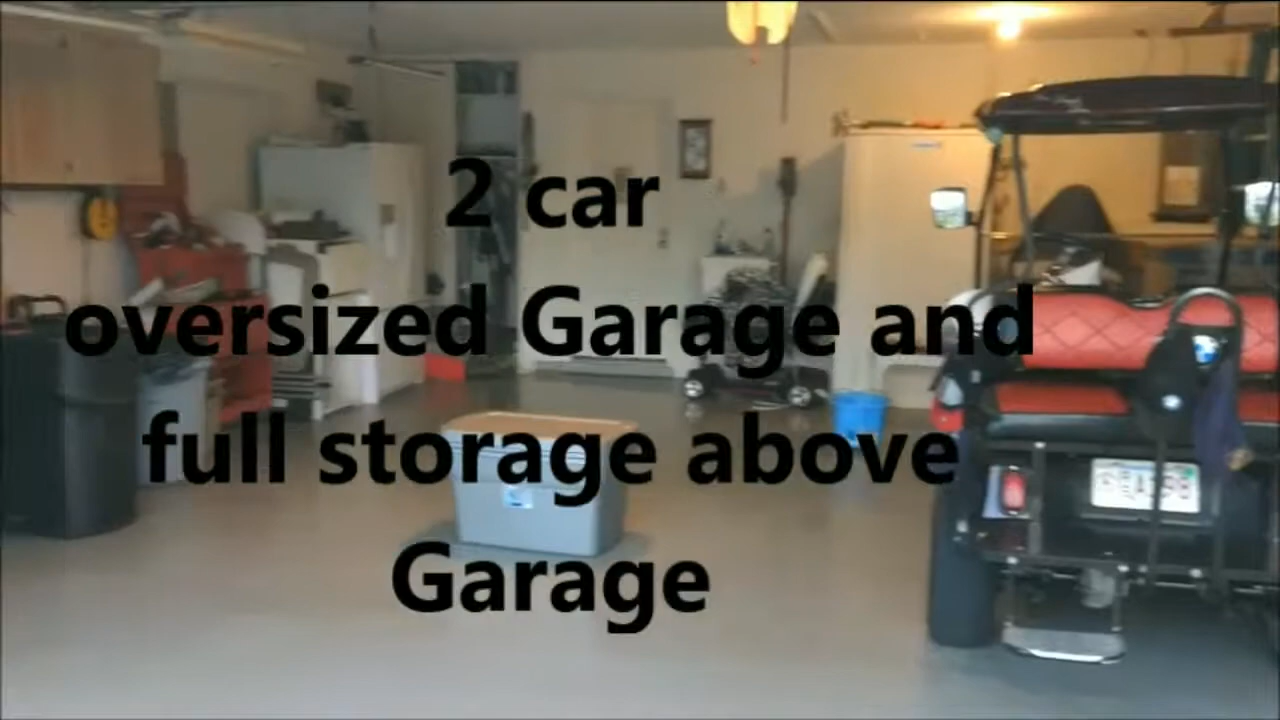 2 car
oversized Garage and
full storage above
Garage